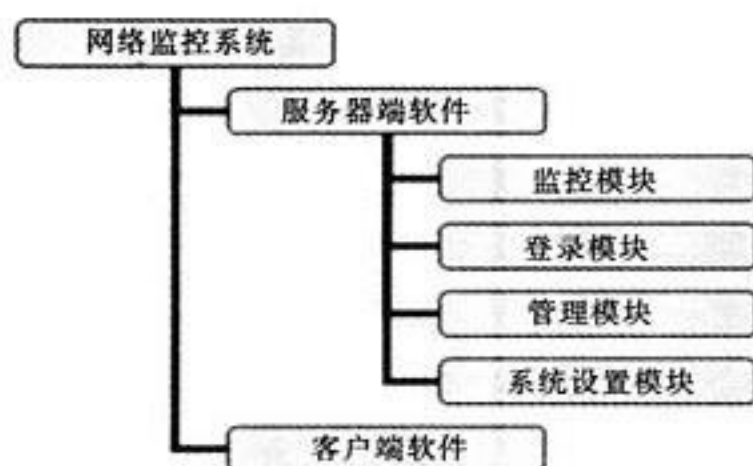 网络监控系统
服务器端软件
监控模块
登录模块
管理模块
系统设置模块
客户端软件